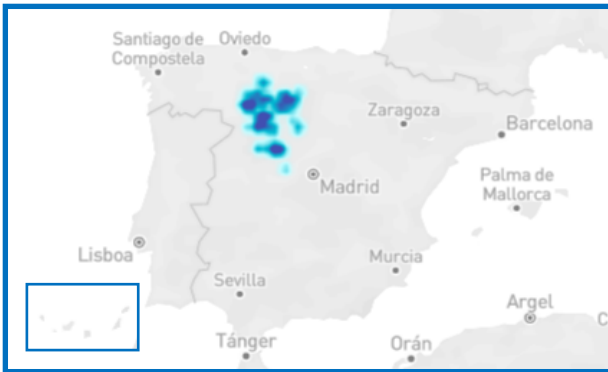 Santiago de
Compostela
Oviedo
Zaragoza
Barcelona
Madrid
Palma de
Mallorca
Lisboa
Murcia
Sevilla
Argel
Tánger
Orán
C